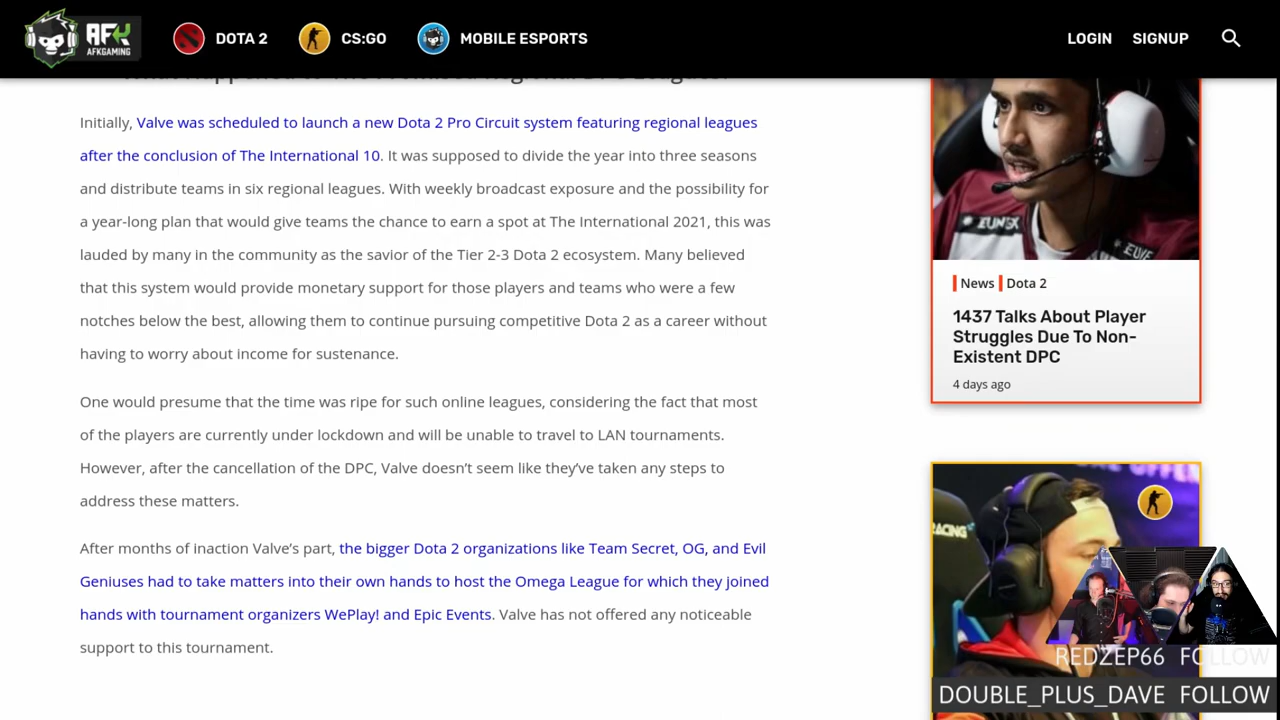 AFK
AFKGAMING
DOTA 2
CS:GO
MOBILE ESPORTS
LOGIN
SIGNUP
Initially, Valve was scheduled to launch a new Dota 2 Pro Circuit system featuring regional leagues
after the conclusion of The International 10. It was supposed to divide the year into three seasons
and distribute teams in six regional leagues. With weekly broadcast exposure and the possibility for
a year-long plan that would give teams the chance to earn a spot at The International 2021, this was
lauded by many in the community as the savior of the Tier 2-3 Dota 2 ecosystem. Many believed
that this system would provide monetary support for those players and teams who were a few
notches below the best, allowing them to continue pursuing competitive Dota 2 as a career without
having to worry about income for sustenance.
One would presume that the time was ripe for such online leagues, considering the fact that most
of the players are currently under lockdown and will be unable to travel to LAN tournaments.
However, after the cancellation of the DPC, Valve doesn't seem like they've taken any steps to
address these matters.
After months of inaction Valve's part, the bigger Dota 2 organizations like Team Secret, OG, and Evil
Geniuses had to take matters into their own hands to host the Omega League for which they joined
hands with tournament organizers WePlay! and Epic Events. Valve has not offered any noticeable
support to this tournament.
News
Dota 2
1437 Talks About Player
Struggles Due To Non-
Existent DPC
4 days ago
RACING
REDZEP66 FOLLOW
DOUBLE_PLUS_DAVE FOLLOW